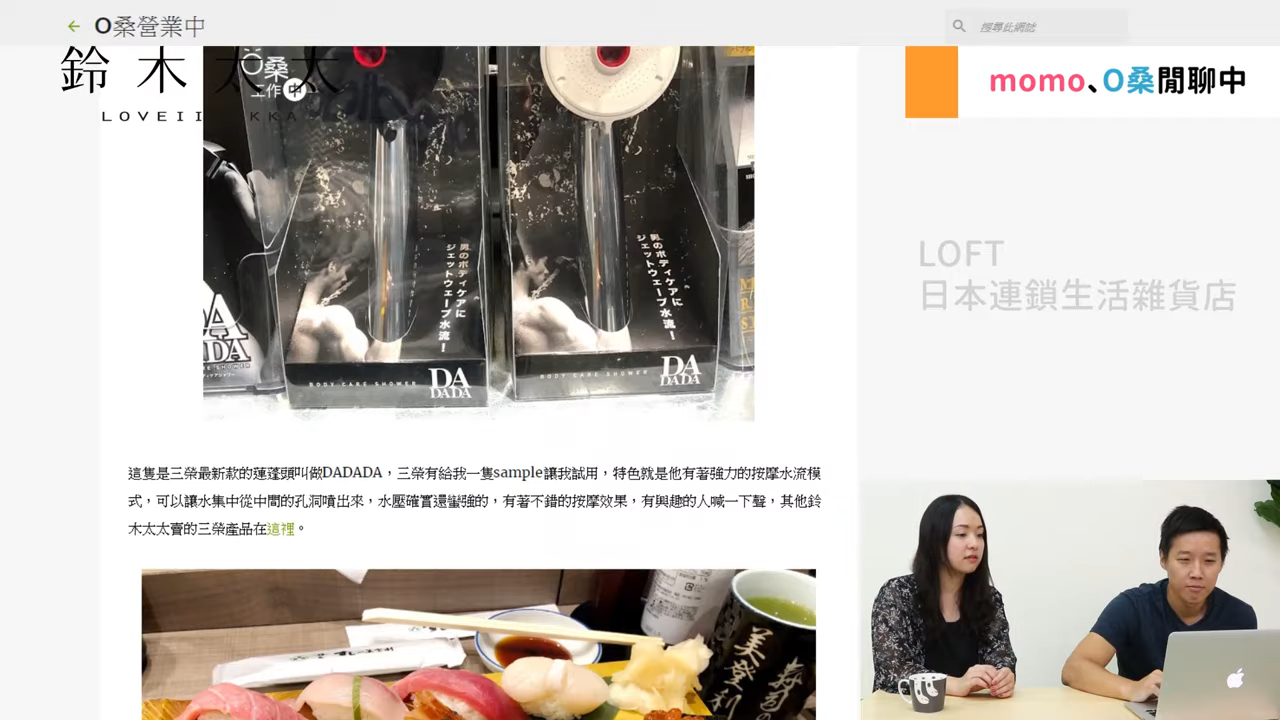 O桑營業中
搜尋此網誌
鈴木太太
LOVEII
KKA
O桑
工作中
momo、O桑閒聊中
LOFT
日本連鎖生活雜貨店
男のボディケアに
ジェットウェーブ水流!
男のボディケアに
ジェットウェーブ水流!
BODY CARE SHOWER
DA
DADA
BODY CARE SHOWER
DA
DADA
這隻是三榮最新款的蓮蓬頭叫做DADADA,三榮有給我一隻sample讓我試用,特色就是他有著強力的按摩水流模
式,可以讓水集中從中間的孔洞噴出來,水壓確實還蠻強的,有著不錯的按摩效果,有興趣的人喊一下聲,其他鈴
木太太賣的三榮產品在這裡。
美登利
寿司の